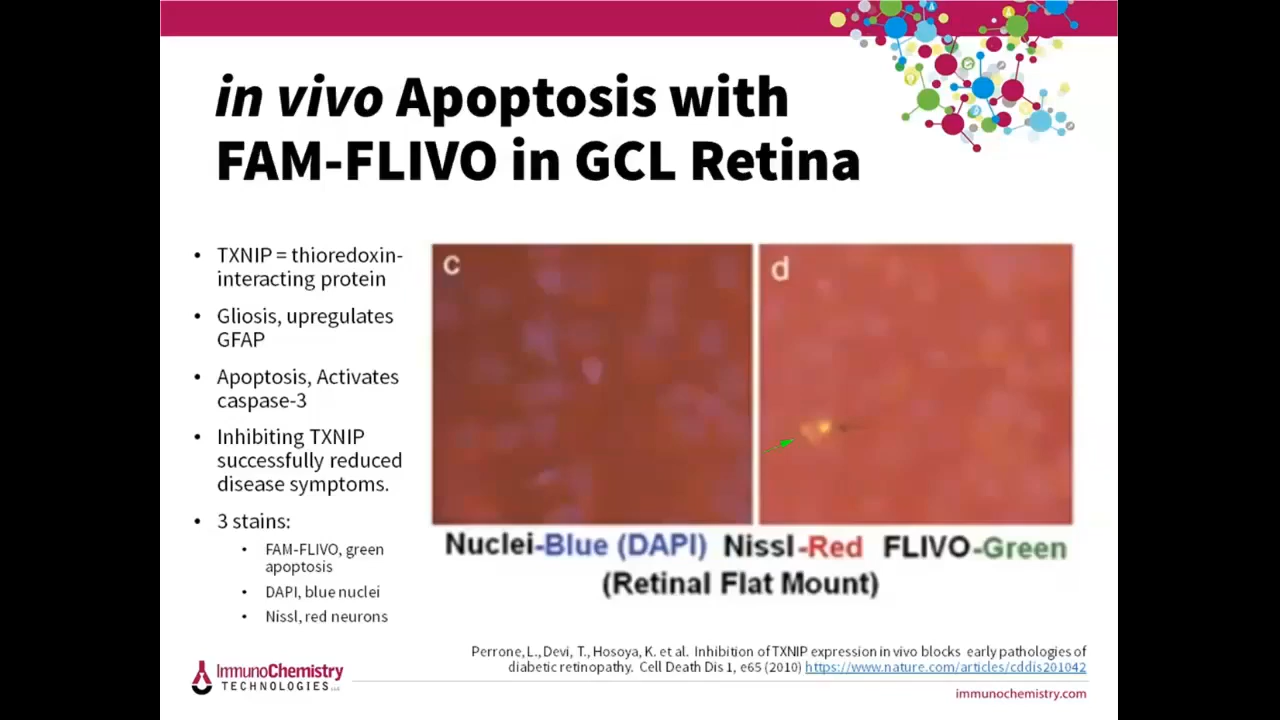 in vivo Apoptosis with
FAM-FLIVO in GCL Retina
• TXNIP = thioredoxin-
interacting protein
• Gliosis, upregulates
GFAP
• Apoptosis, Activates
caspase-3
• Inhibiting TXNIP
successfully reduced
disease symptoms.
• 3 stains:
• FAM-FLIVO, green
apoptosis
• DAPI, blue nuclei
• Nissl, red neurons
c
d
Nuclei-Blue (DAPI) Nissl-Red FLIVO-Green
(Retinal Flat Mount)
Perrone, L., Devi, T., Hosoya, K. et al. Inhibition of TXNIP expression in vivo blocks early pathologies of
diabetic retinopathy. Cell Death Dis 1, e65 (2010) https://www.nature.com/articles/cddis201042
ImmunoChemistry
TECHNOLOGIES LLC
immunochemistry.com